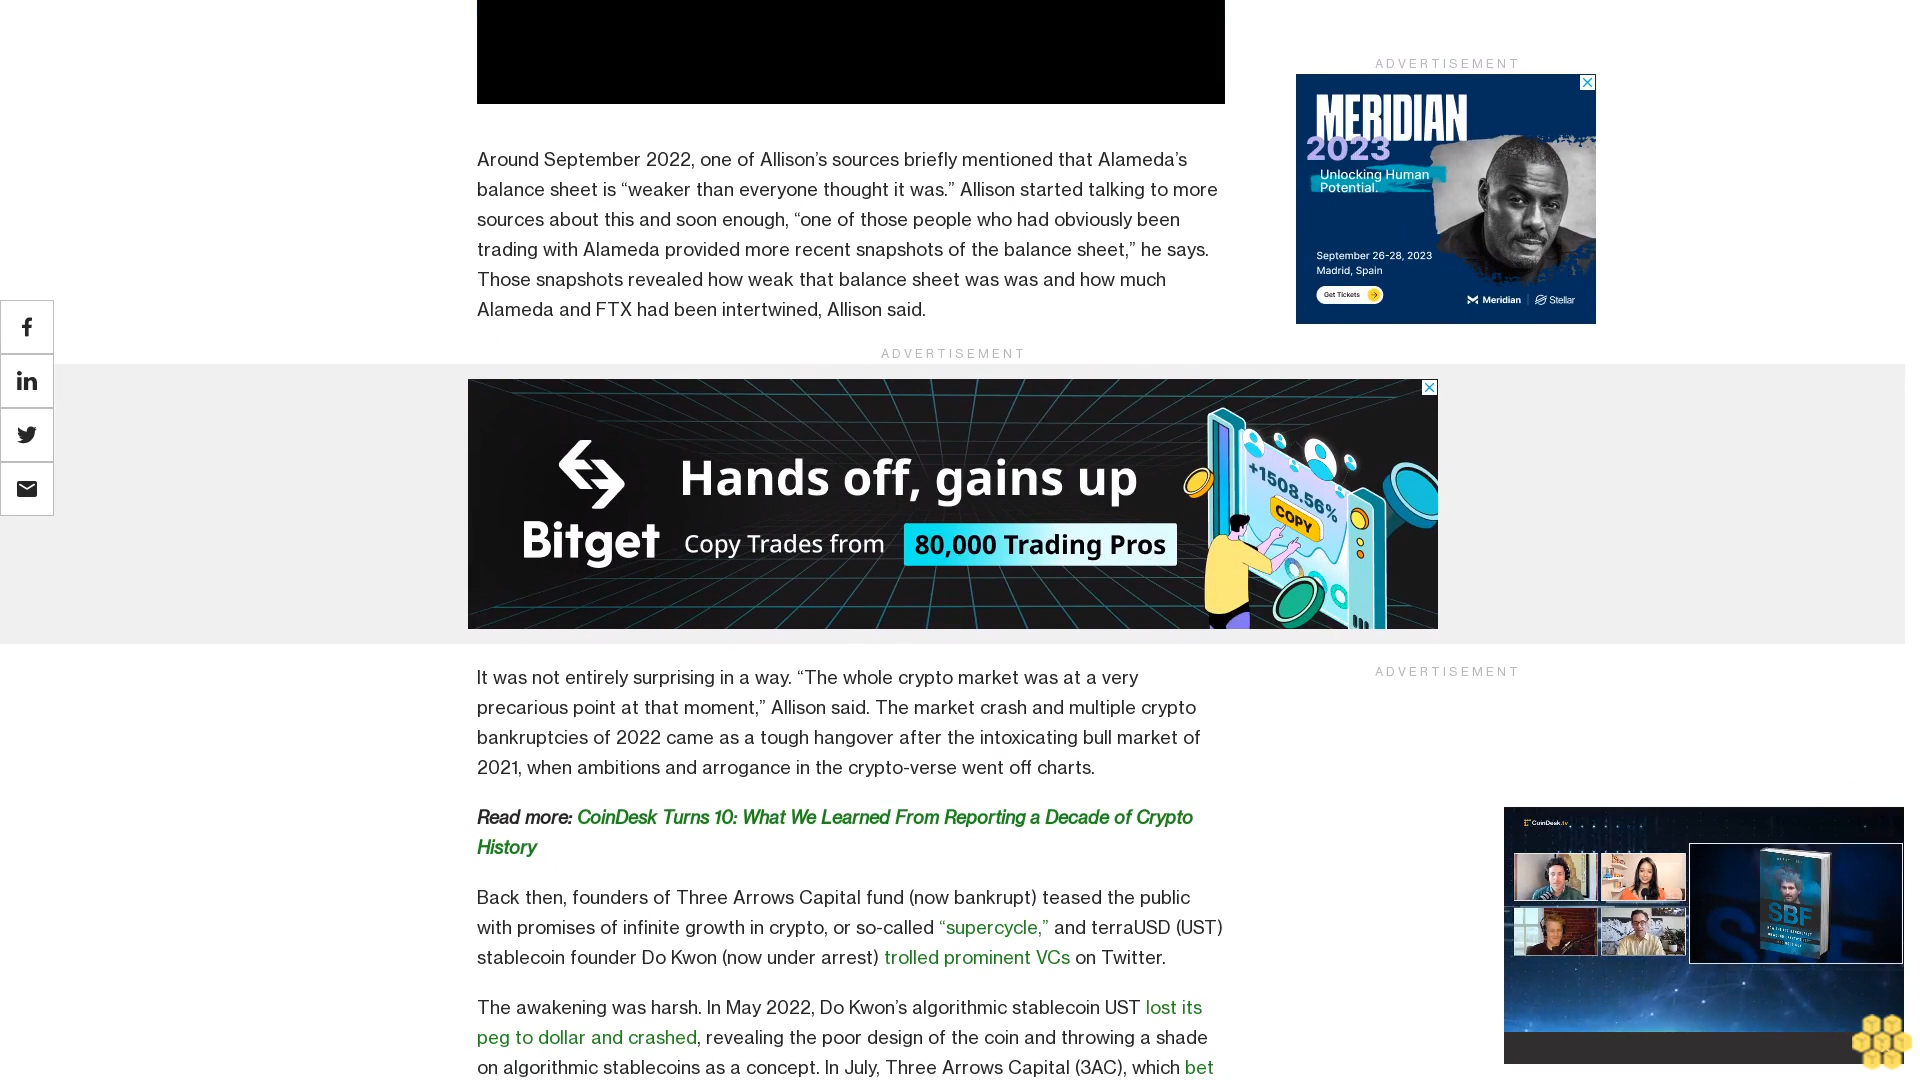 ADVERTISEMENT
MERIDIAN
2023
Unlocking Human
Potential.
September 26-28, 2023
Madrid, Spain
Get Tickets
Meridian | Stellar
Around September 2022, one of Allison’s sources briefly mentioned that Alameda’s
balance sheet is “weaker than everyone thought it was.” Allison started talking to more
sources about this and soon enough, “one of those people who had obviously been
trading with Alameda provided more recent snapshots of the balance sheet,” he says.
Those snapshots revealed how weak that balance sheet was was and how much
Alameda and FTX had been intertwined, Allison said.
ADVERTISEMENT
Bitget
Hands off, gains up
Copy Trades from 80,000 Trading Pros
+1508.56%
COPY
It was not entirely surprising in a way. “The whole crypto market was at a very
precarious point at that moment,” Allison said. The market crash and multiple crypto
bankruptcies of 2022 came as a tough hangover after the intoxicating bull market of
2021, when ambitions and arrogance in the crypto-verse went off charts.
Read more: CoinDesk Turns 10: What We Learned From Reporting a Decade of Crypto
History
Back then, founders of Three Arrows Capital fund (now bankrupt) teased the public
with promises of infinite growth in crypto, or so-called “supercycle,” and terraUSD (UST)
stablecoin founder Do Kwon (now under arrest) trolled prominent VCs on Twitter.
The awakening was harsh. In May 2022, Do Kwon’s algorithmic stablecoin UST lost its
peg to dollar and crashed, revealing the poor design of the coin and throwing a shade
on algorithmic stablecoins as a concept. In July, Three Arrows Capital (3AC), which bet
ADVERTISEMENT
CoinDesk.tv
SBF